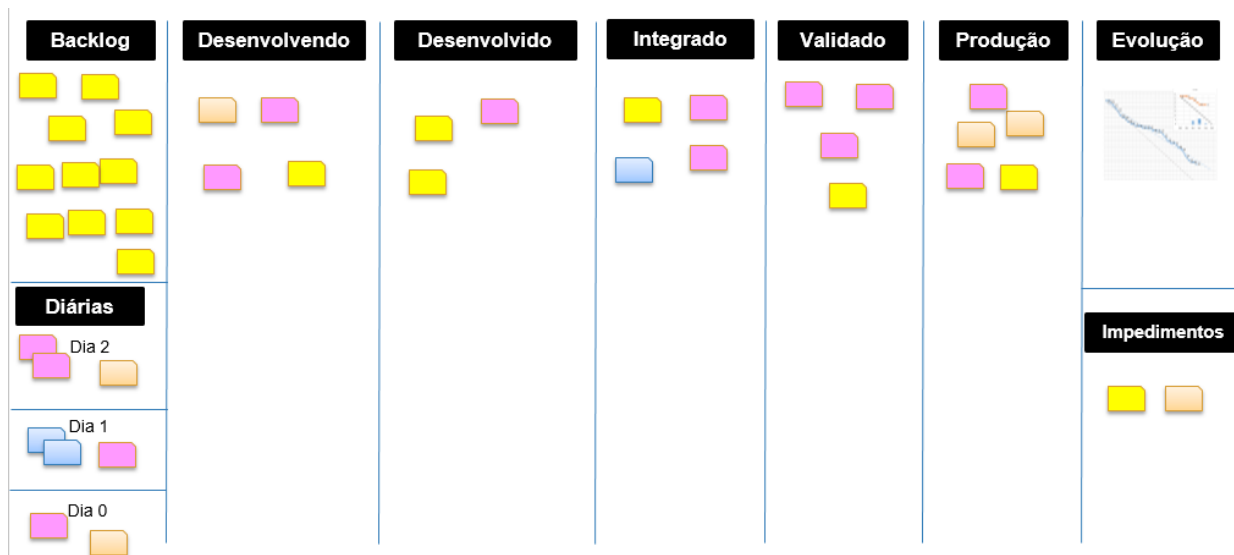 Backlog
Desenvolvendo
Desenvolvido
Integrado
Validado
Produção
Evolução
Diárias
Dia 2
Dia 1
Dia 0
Impedimentos